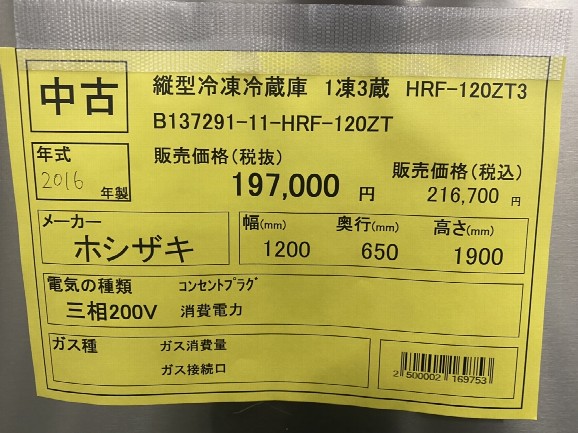 中古
縦型冷凍冷蔵庫 1凍3蔵 HRF-120ZT3
B137291-11-HRF-120ZT
年式
2016 年製
販売価格(税抜)
197,000 円
販売価格(税込)
216,700 円
メーカー
ホシザキ
幅(mm) 奥行(mm) 高さ(mm)
1200 650 1900
電気の種類 コンセントプラグ
三相200V 消費電力
ガス種 ガス消費量
ガス接続口
2 500002 169753